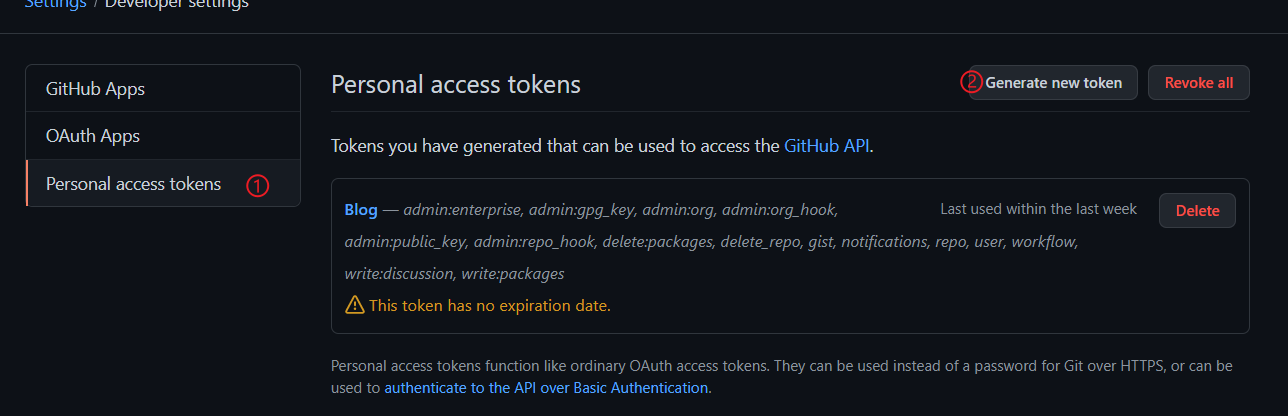 Settings / Developer settings
GitHub Apps
OAuth Apps
Personal access tokens ①
Personal access tokens
② Generate new token
Revoke all
Tokens you have generated that can be used to access the GitHub API.
Blog — admin:enterprise, admin:gpg_key, admin:org, admin:org_hook,
admin:public_key, admin:repo_hook, delete:packages, delete_repo, gist, notifications, repo, user, workflow,
write:discussion, write:packages
Last used within the last week
Delete
This token has no expiration date.
Personal access tokens function like ordinary OAuth access tokens. They can be used instead of a password for Git over HTTPS, or can be
used to authenticate to the API over Basic Authentication.